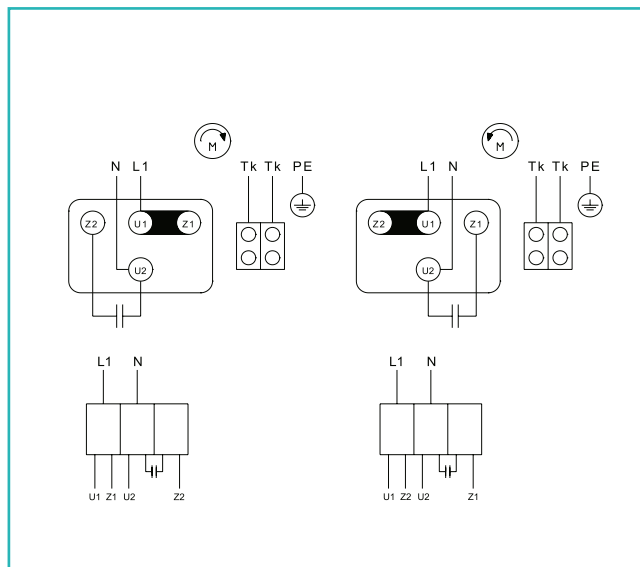 M
M
N L1 Tk Tk PE
L1 N Tk Tk PE
Z2 U1 Z1
U2
Z2 U1 Z1
U2
L1 N
U1 Z1 U2 Z2
L1 N
U1 Z2 U2 Z1